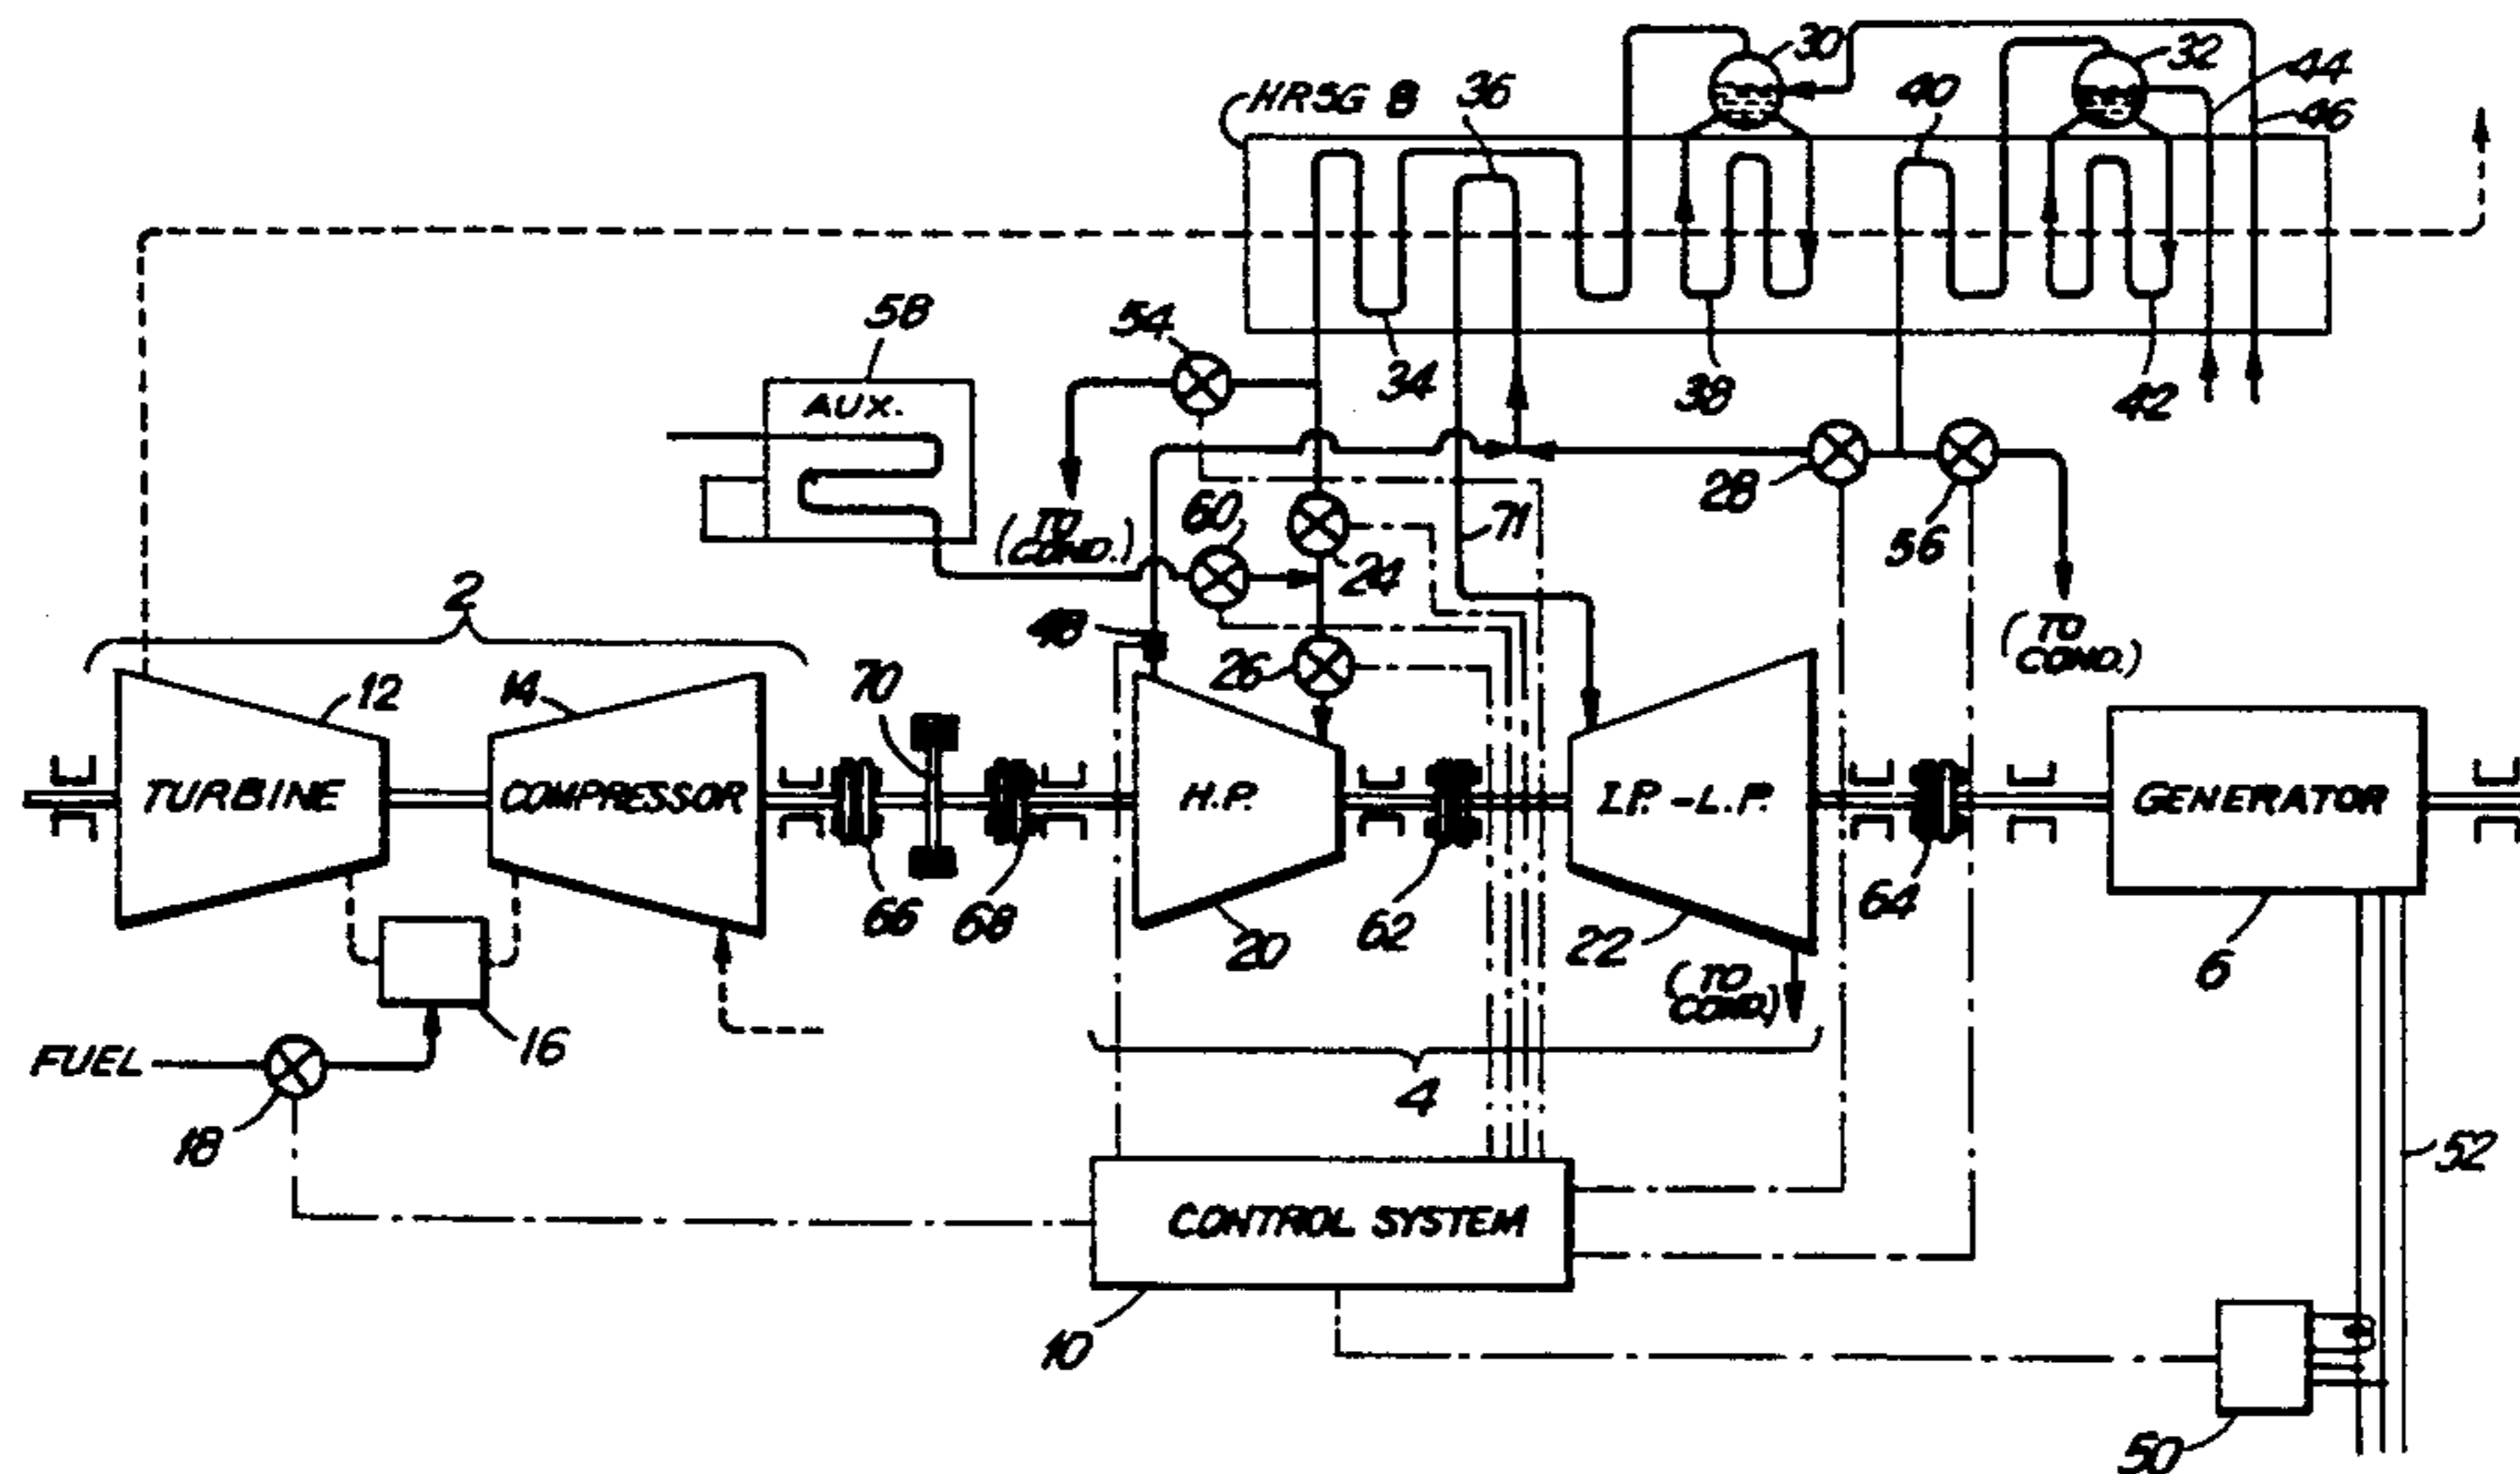 30
32
44
HRSG 8
36
40
46
58
54
34
38
42
AUX.
28
56
60
71
(TO COND.)
24
2
48
(TO COND.)
12
14
70
26
TURBINE
COMPRESSOR
H.P.
I.P.-L.P.
GENERATOR
66
68
20
62
22
64
6
(TO COND.)
16
FUEL
18
4
52
CONTROL SYSTEM
10
50